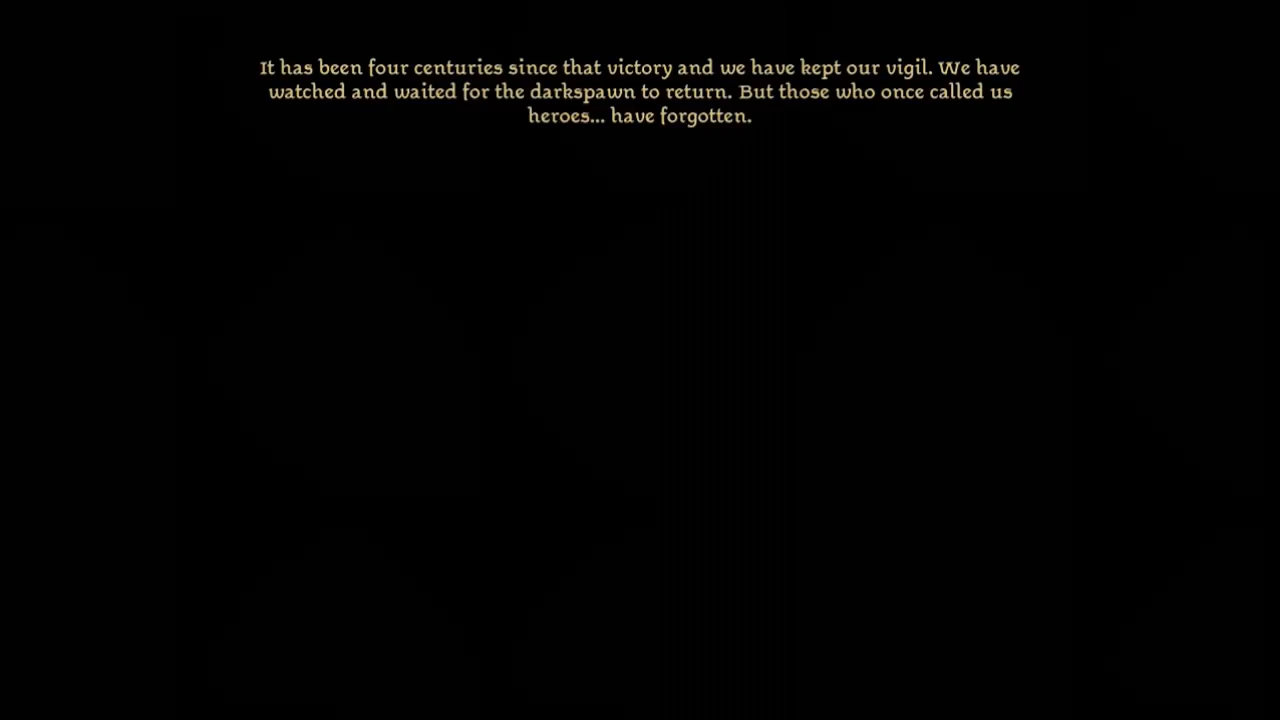 It has been four centuries since that victory and we have kept our vigil. We have
watched and waited for the darkspawn to return. But those who once called us
heroes... have forgotten.